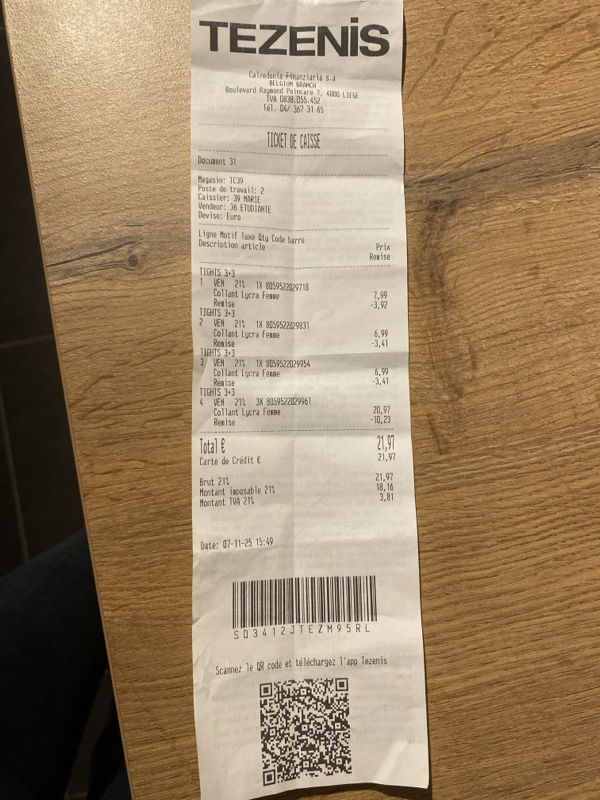 TEZENiS
Calzedonia Finanziaria s.a
BELGIUM BRANCH
Boulevard Raymond Poincaré 7, 4000 LIEGE
TVA 0838.055.452
Tél. 04/ 367 31 65
TICKET DE CAISSE
Document 31
Magasin: TC39
Poste de travail: 2
Caissier: 39 MARIE
Vendeur: 36 ETUDIANTE
Devise: Euro
Ligne Motif Taxe Qty Code barre
Description article Prix
Remise
TIGHTS 3+3
1 VEN 21% 1X 8059522029718
Collant Lycra Femme 7,99
Remise -3,92
TIGHTS 3+3
2 VEN 21% 1X 8059522029831
Collant Lycra Femme 6,99
Remise -3,41
TIGHTS 3+3
3 VEN 21% 1X 8059522029954
Collant Lycra Femme 6,99
Remise -3,41
TIGHTS 3+3
4 VEN 21% 3X 8059522029961
Collant Lycra Femme 20,97
Remise -10,23
Total € 21,97
Carte de Crédit € 21,97
Brut 21% 21,97
Montant imposable 21% 18,16
Montant TVA 21% 3,81
Date: 07-11-25 15:49
S03412JTEZM95RL
Scannez le QR code et téléchargez l'app Tezenis